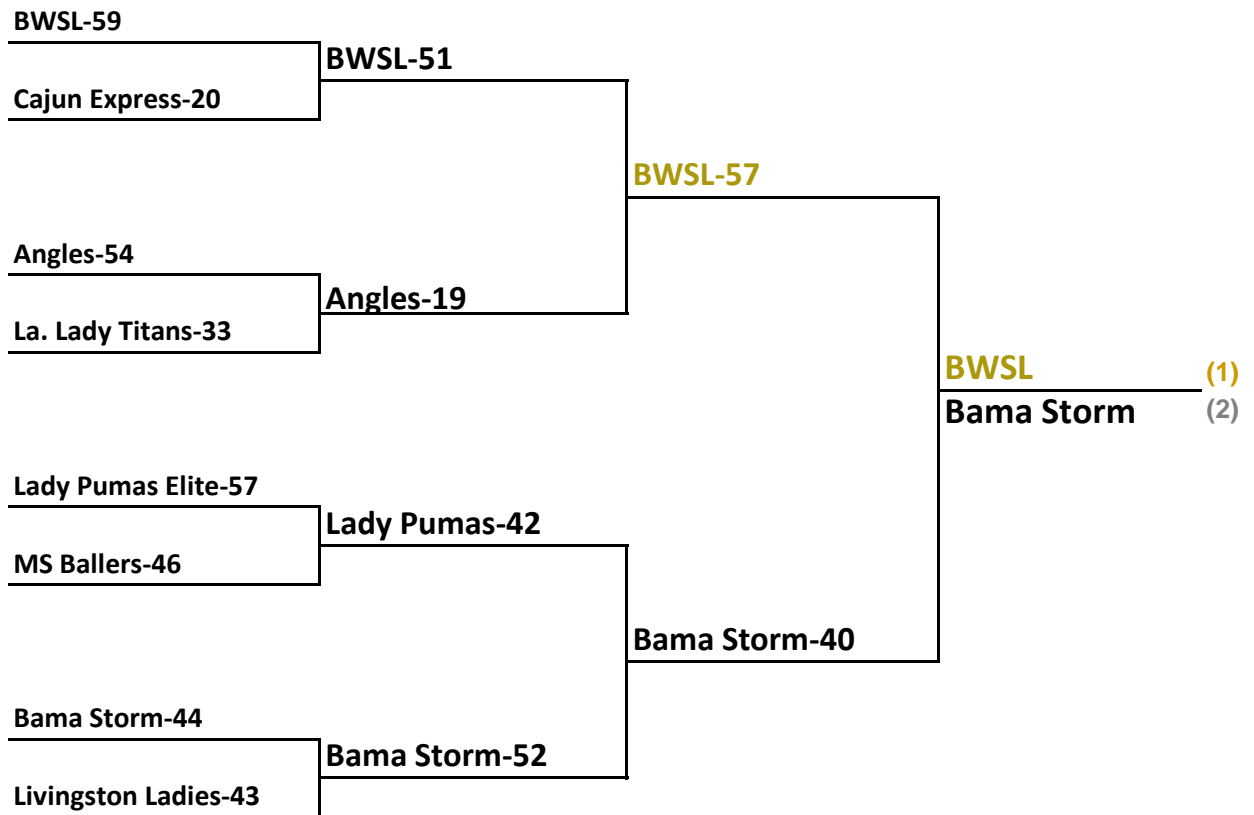 BWSL-59
BWSL-51
Cajun Express-20
BWSL-57
Angles-54
Angles-19
La. Lady Titans-33
BWSL (1)
Bama Storm (2)
Lady Pumas Elite-57
Lady Pumas-42
MS Ballers-46
Bama Storm-40
Bama Storm-44
Bama Storm-52
Livingston Ladies-43